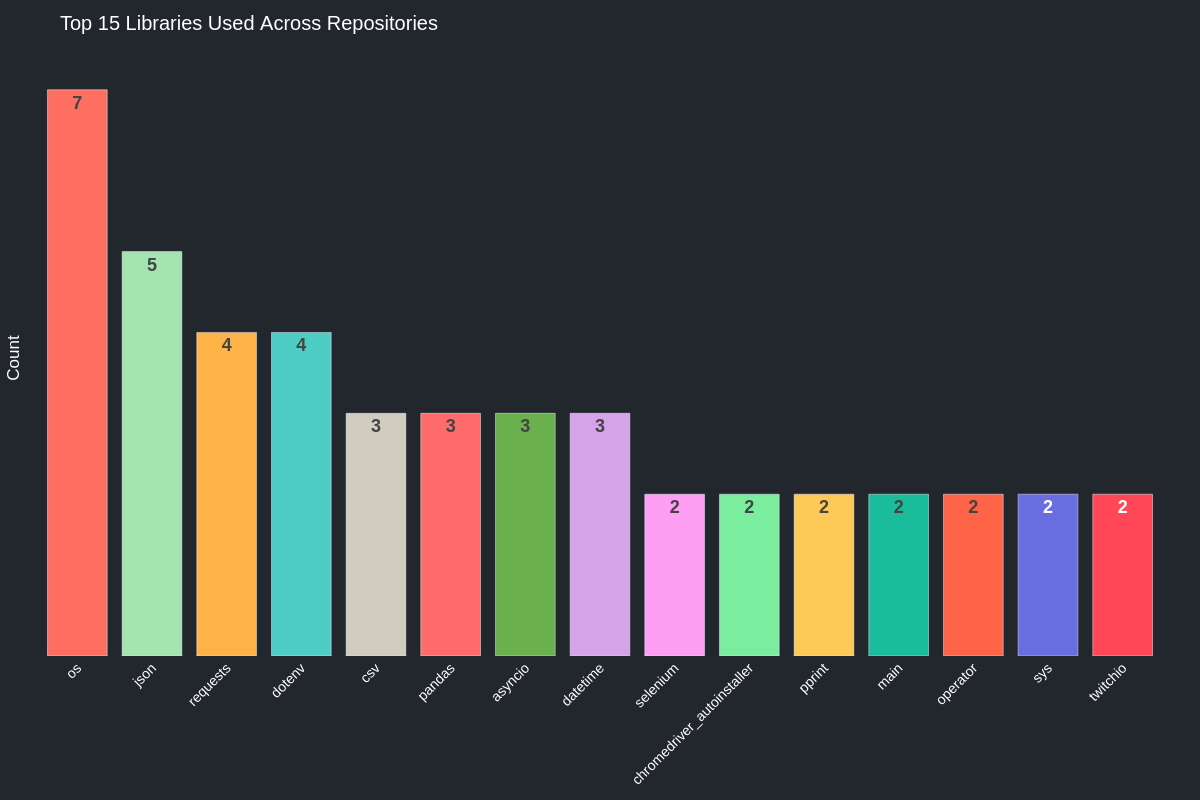 Top 15 Libraries Used Across Repositories
Count
7
5
4
4
3
3
3
3
2
2
2
2
2
2
2
os
json
requests
dotenv
csv
pandas
asyncio
datetime
selenium
chromedriver_autoinstaller
pprint
main
operator
sys
twitchio